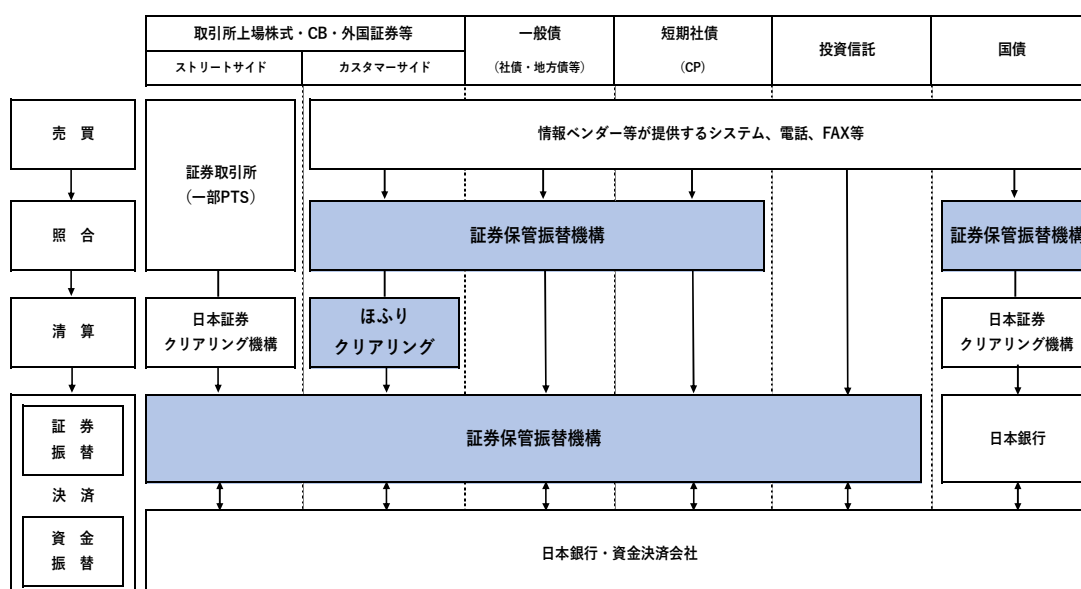 取引所上場株式・CB・外国証券等
一般債
(社債・地方債等)
短期社債
(CP)
投資信託
国債
ストリートサイド
カスタマーサイド
売　買
証券取引所
(一部PTS)
情報ベンダー等が提供するシステム、電話、FAX等
照　合
証券保管振替機構
証券保管振替機構
清　算
日本証券
クリアリング機構
ほふり
クリアリング
日本証券
クリアリング機構
証　券
振　替
証券保管振替機構
日本銀行
決　済
資　金
振　替
日本銀行・資金決済会社